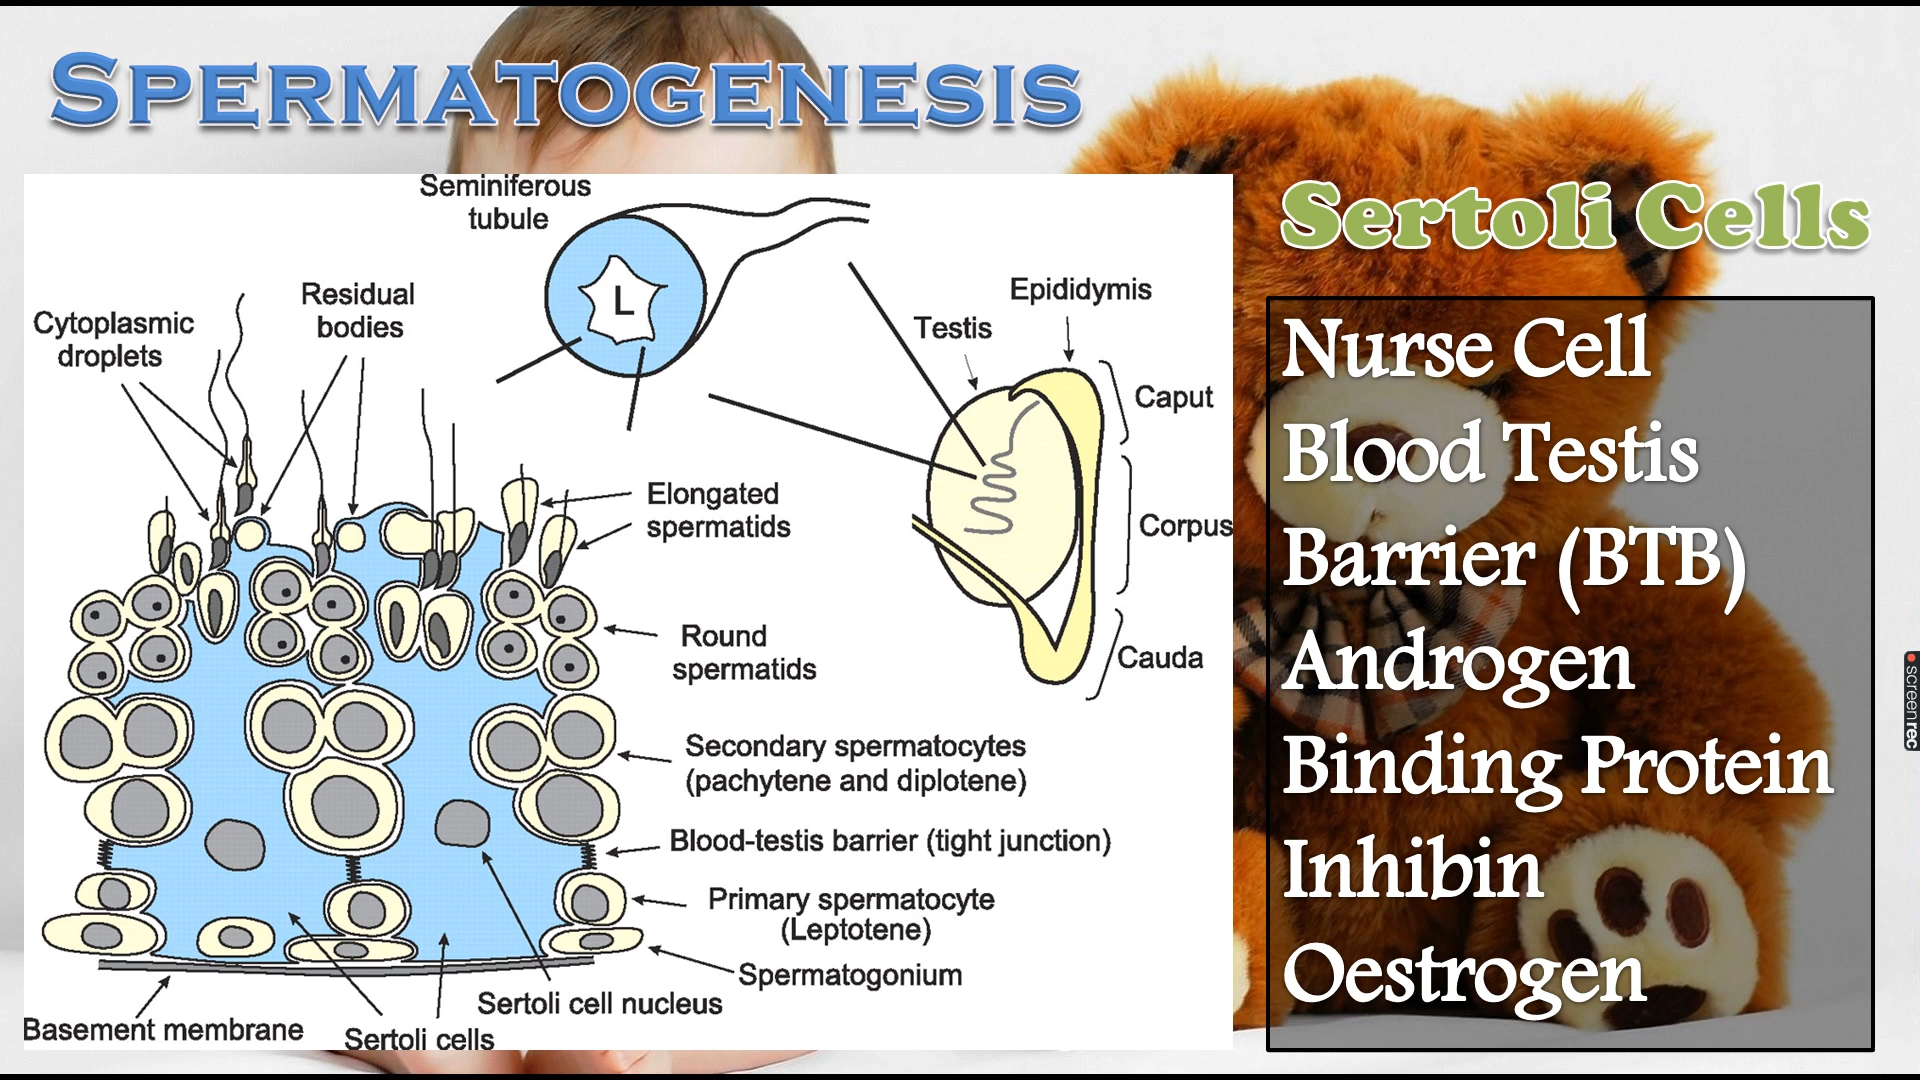 SPERMATOGENESIS
Seminiferous
tubule
L
Residual
bodies
Cytoplasmic
droplets
Epididymis
Testis
Caput
Corpus
Cauda
Elongated
spermatids
Round
spermatids
Secondary spermatocytes
(pachytene and diplotene)
Blood-testis barrier (tight junction)
Primary spermatocyte
(Leptotene)
Spermatogonium
Sertoli cell nucleus
Basement membrane
Sertoli cells
Sertoli Cells
Nurse Cell
Blood Testis
Barrier (BTB)
Androgen
Binding Protein
Inhibin
Oestrogen
screenrec